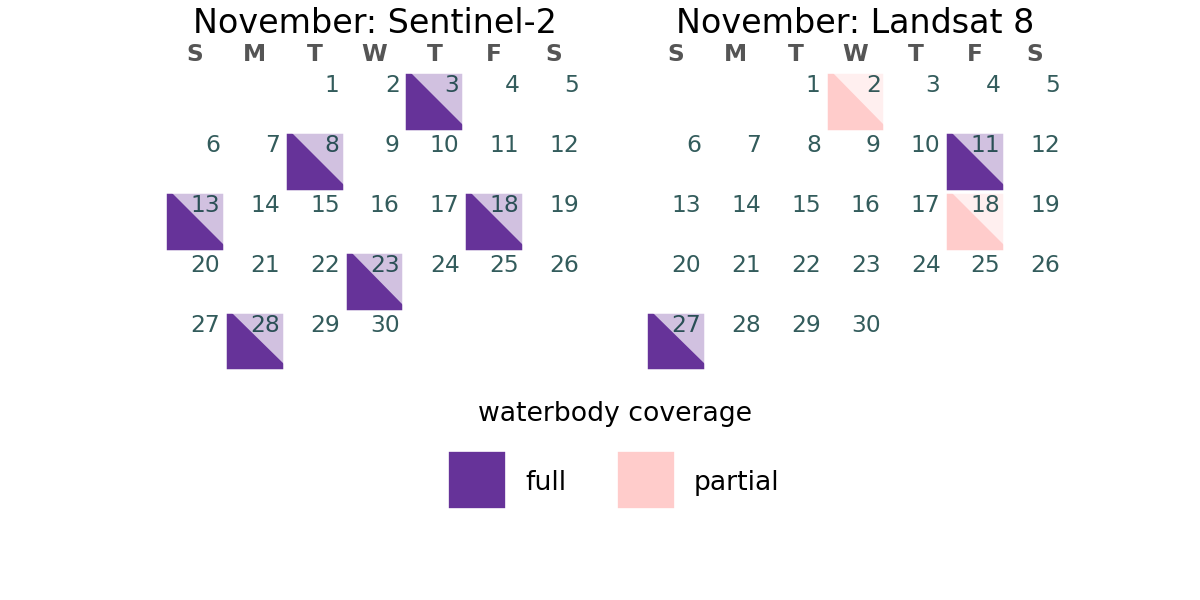 November: Sentinel-2
S M T W T F S
1 2 3 4 5
6 7 8 9 10 11 12
13 14 15 16 17 18 19
20 21 22 23 24 25 26
27 28 29 30
November: Landsat 8
S M T W T F S
1 2 3 4 5
6 7 8 9 10 11 12
13 14 15 16 17 18 19
20 21 22 23 24 25 26
27 28 29 30
waterbody coverage
full
partial